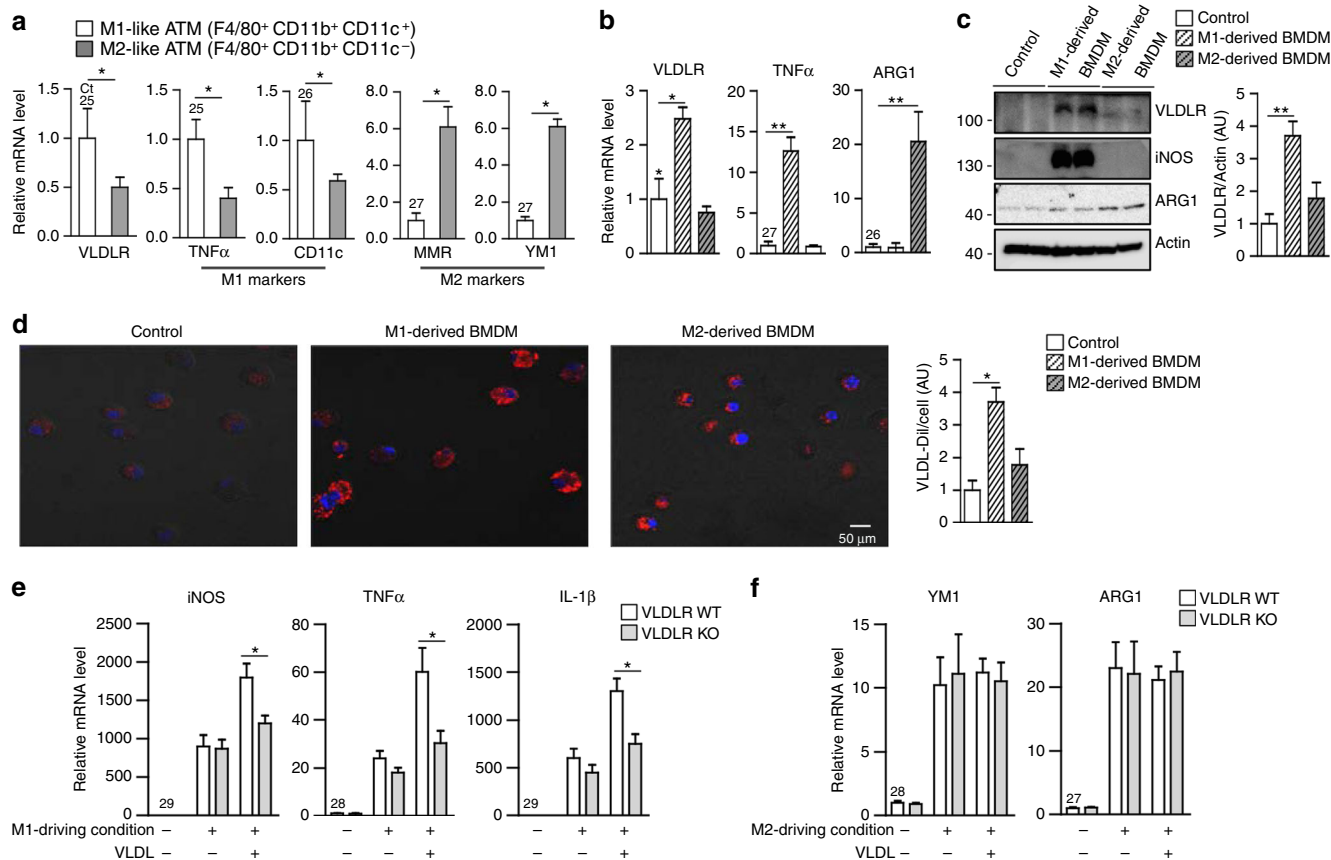 a
M1-like ATM (F4/80+ CD11b+ CD11c+)
M2-like ATM (F4/80+ CD11b+ CD11c−)
Relative mRNA level
1.5
1.0
0.5
0.0
Ct
25
*
VLDLR
1.5
1.0
0.5
0.0
25
*
TNFα
1.5
1.0
0.5
0.0
26
*
CD11c
M1 markers
8.0
6.0
4.0
2.0
0.0
27
*
MMR
8.0
6.0
4.0
2.0
0.0
27
*
YM1
M2 markers
b
Relative mRNA level
VLDLR
3
2
1
0
*
*
TNFα
20
15
10
5
0
**
27
ARG1
30
20
10
0
**
26
c
Control
M1-derived BMDM
M2-derived BMDM
Control
M1-derived
BMDM
M2-derived
BMDM
100
VLDLR
130
iNOS
40
ARG1
40
Actin
VLDLR/Actin (AU)
5
4
3
2
1
0
**
d
Control
M1-derived BMDM
M2-derived BMDM
50 μm
Control
M1-derived BMDM
M2-derived BMDM
VLDL-Dil/cell (AU)
5
4
3
2
1
0
*
e
VLDLR WT
VLDLR KO
Relative mRNA level
iNOS
2500
2000
1500
1000
500
0
29
*
TNFα
80
60
40
20
0
28
*
IL-1β
2000
1500
1000
500
0
29
*
M1-driving condition − + + − + + − + +
VLDL + + +
f
VLDLR WT
VLDLR KO
Relative mRNA level
YM1
15
10
5
0
28
ARG1
30
20
10
0
27
M2-driving condition − + + − + +
VLDL + +